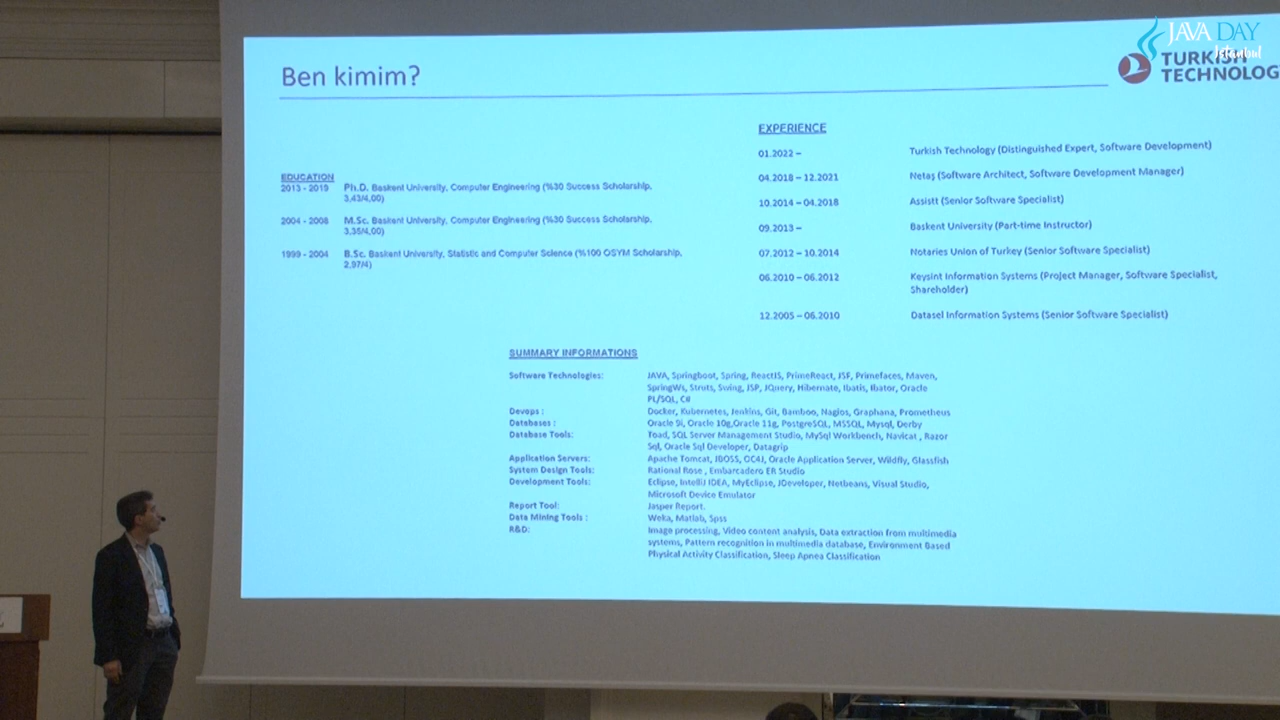 JAVA DAY
Istanbul
TURKISH
TECHNOLOG
Ben kimim?
EDUCATION
2013 - 2019 Ph.D. Baskent University, Computer Engineering (%30 Success Scholarship,
3,43/4,00)
2004 - 2008 M.Sc. Baskent University, Computer Engineering (%30 Success Scholarship,
3,35/4,00)
1999 - 2004 B.Sc. Baskent University, Statistic and Computer Science (%100 OSYM Scholarship,
2,97/4)
EXPERIENCE
01.2022 – Turkish Technology (Distinguished Expert, Software Development)
04.2018 – 12.2021 Netaş (Software Architect, Software Development Manager)
10.2014 – 04.2018 Assistt (Senior Software Specialist)
09.2013 – Baskent University (Part-time Instructor)
07.2012 – 10.2014 Notaries Union of Turkey (Senior Software Specialist)
06.2010 – 06.2012 Keysint Information Systems (Project Manager, Software Specialist,
Shareholder)
12.2005 – 06.2010 Datasel Information Systems (Senior Software Specialist)
SUMMARY INFORMATIONS
Software Technologies: JAVA, Springboot, Spring, ReactJS, PrimeReact, JSF, Primefaces, Maven,
SpringWs, Struts, Swing, JSP, JQuery, Hibernate, Ibatis, Ibator, Oracle
PL/SQL, C#
Devops : Docker, Kubernetes, Jenkins, Git, Bamboo, Nagios, Graphana, Prometheus
Databases : Oracle 9i, Oracle 10g,Oracle 11g, PostgreSQL, MSSQL, Mysql, Derby
Database Tools: Toad, SQL Server Management Studio, MySql Workbench, Navicat , Razor
Sql, Oracle Sql Developer, Datagrip
Application Servers: Apache Tomcat, JBOSS, OC4J, Oracle Application Server, Wildfly, Glassfish
System Design Tools: Rational Rose , Embarcadero ER Studio
Development Tools: Eclipse, IntelliJ IDEA, MyEclipse, JDeveloper, Netbeans, Visual Studio,
Microsoft Device Emulator
Report Tool: Jasper Report.
Data Mining Tools : Weka, Matlab, Spss
R&D: Image processing, Video content analysis, Data extraction from multimedia
systems, Pattern recognition in multimedia database, Environment Based
Physical Activity Classification, Sleep Apnea Classification